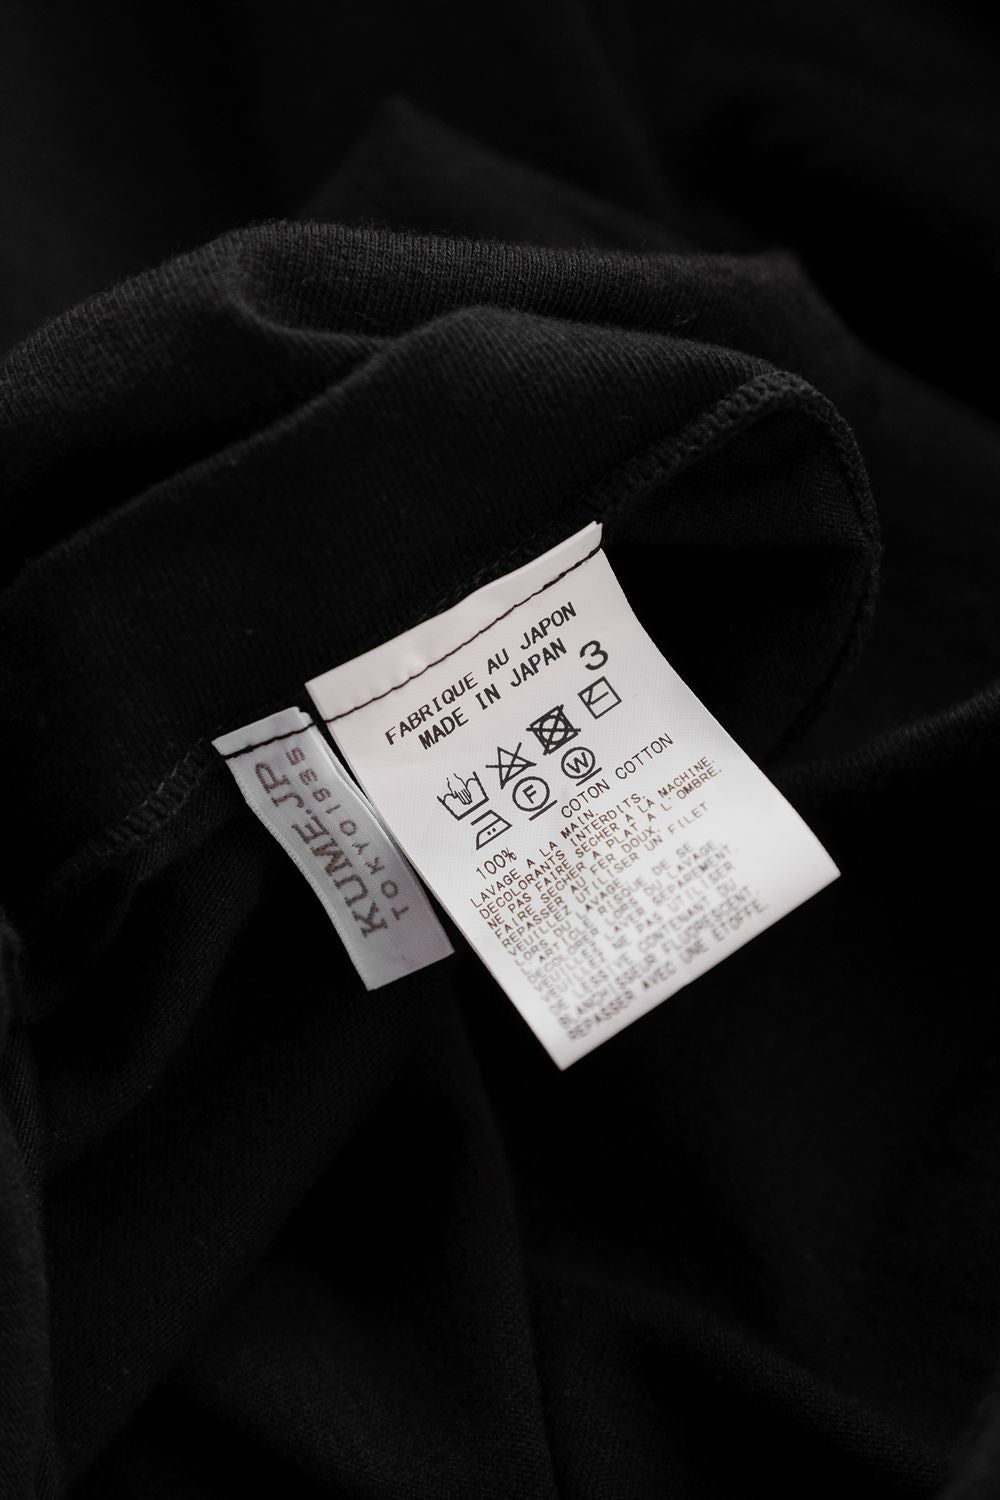 FABRIQUE AU JAPON
MADE IN JAPAN 3
F W
100% COTON COTTON
LAVAGE A LA MAIN.
DECOLORANTS INTERDITS.
NE PAS FAIRE SECHER À LA MACHINE.
FAIRE SECHER A PLAT À L'OMBRE.
REPASSER AU FER DOUX.
VEUILLEZ UTILISER UN FILET
LORS DU LAVAGE.
L'ARTICLE RISQUE DE SE
DECOLORER LORS DU LAVAGE.
LAVER SEPAREMENT.
VEUILLEZ NE PAS UTILISER
DE LESSIVE CONTENANT DU
BLANCHISSEUR FLUORESCENT.
REPASSER AVEC UNE ETOFFE.
KUME.JP
TOKYO1935